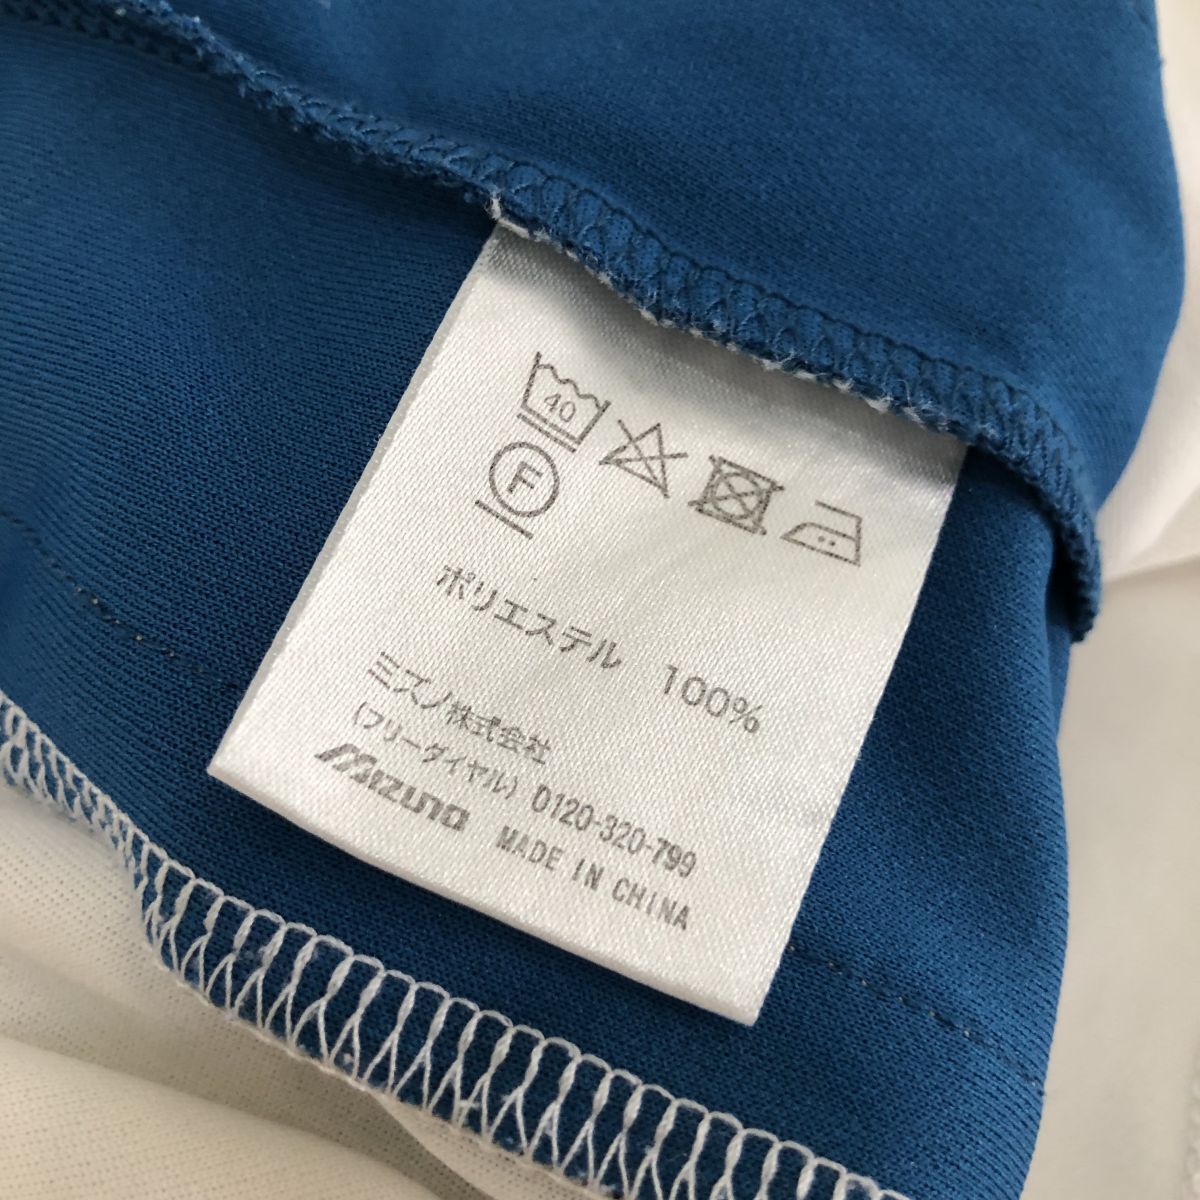 40
F
ポリエステル 100%
ミズノ株式会社
(フリーダイヤル) 0120-320-799
MIZUNO MADE IN CHINA